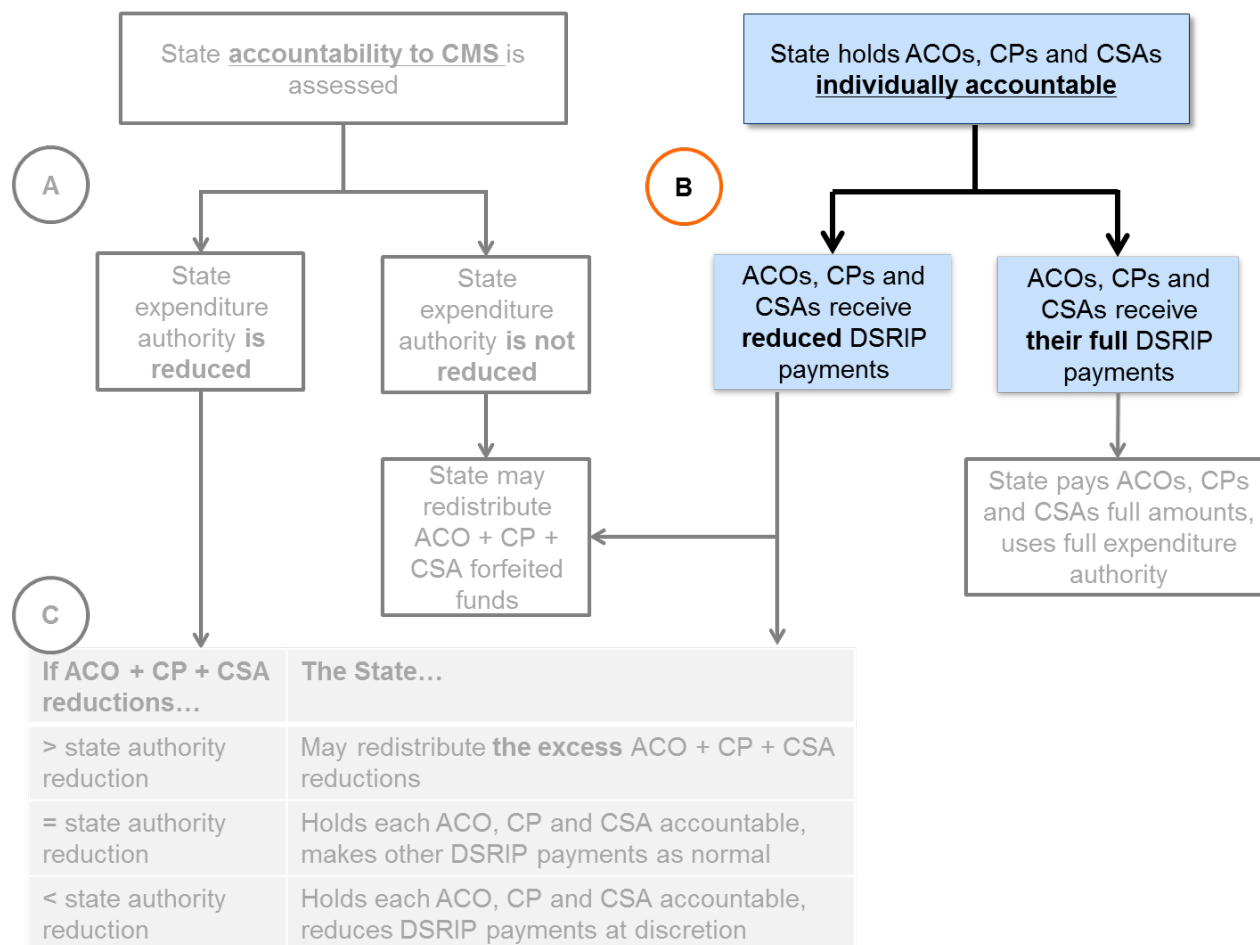 State accountability to CMS is
assessed
State holds ACOs, CPs and CSAs
individually accountable
A
B
State
expenditure
authority is
reduced
State
expenditure
authority is not
reduced
ACOs, CPs and
CSAs receive
reduced DSRIP
payments
ACOs, CPs and
CSAs receive
their full DSRIP
payments
State may
redistribute
ACO + CP +
CSA forfeited
funds
State pays ACOs, CPs
and CSAs full amounts,
uses full expenditure
authority
C
If ACO + CP + CSA
reductions…
The State…
> state authority
reduction
May redistribute the excess ACO + CP + CSA
reductions
= state authority
reduction
Holds each ACO, CP and CSA accountable,
makes other DSRIP payments as normal
< state authority
reduction
Holds each ACO, CP and CSA accountable,
reduces DSRIP payments at discretion